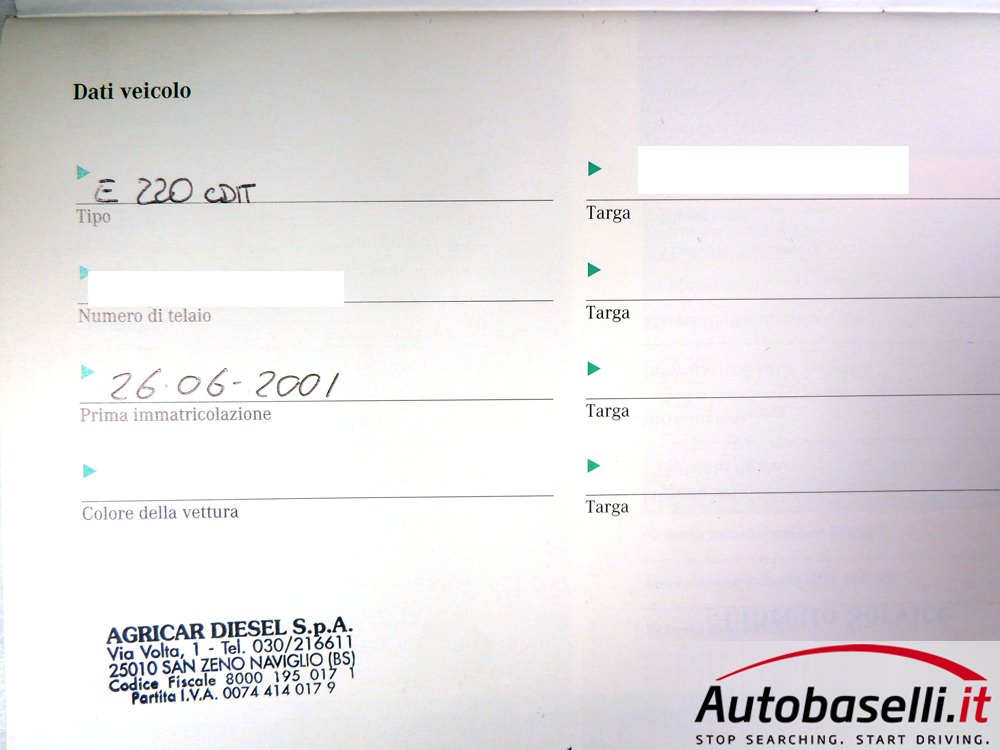 Dati veicolo
E 220 CDIT
Tipo
Numero di telaio
26.06-2001
Prima immatricolazione
Colore della vettura
Targa
Targa
Targa
Targa
AGRICAR DIESEL S.p.A.
Via Volta, 1 - Tel. 030/216611
25010 SAN ZENO NAVIGLIO (BS)
Codice Fiscale 8000 195 017 1
Partita I.V.A. 0074 414 017 9
Autobaselli.it
STOP SEARCHING. START DRIVING.